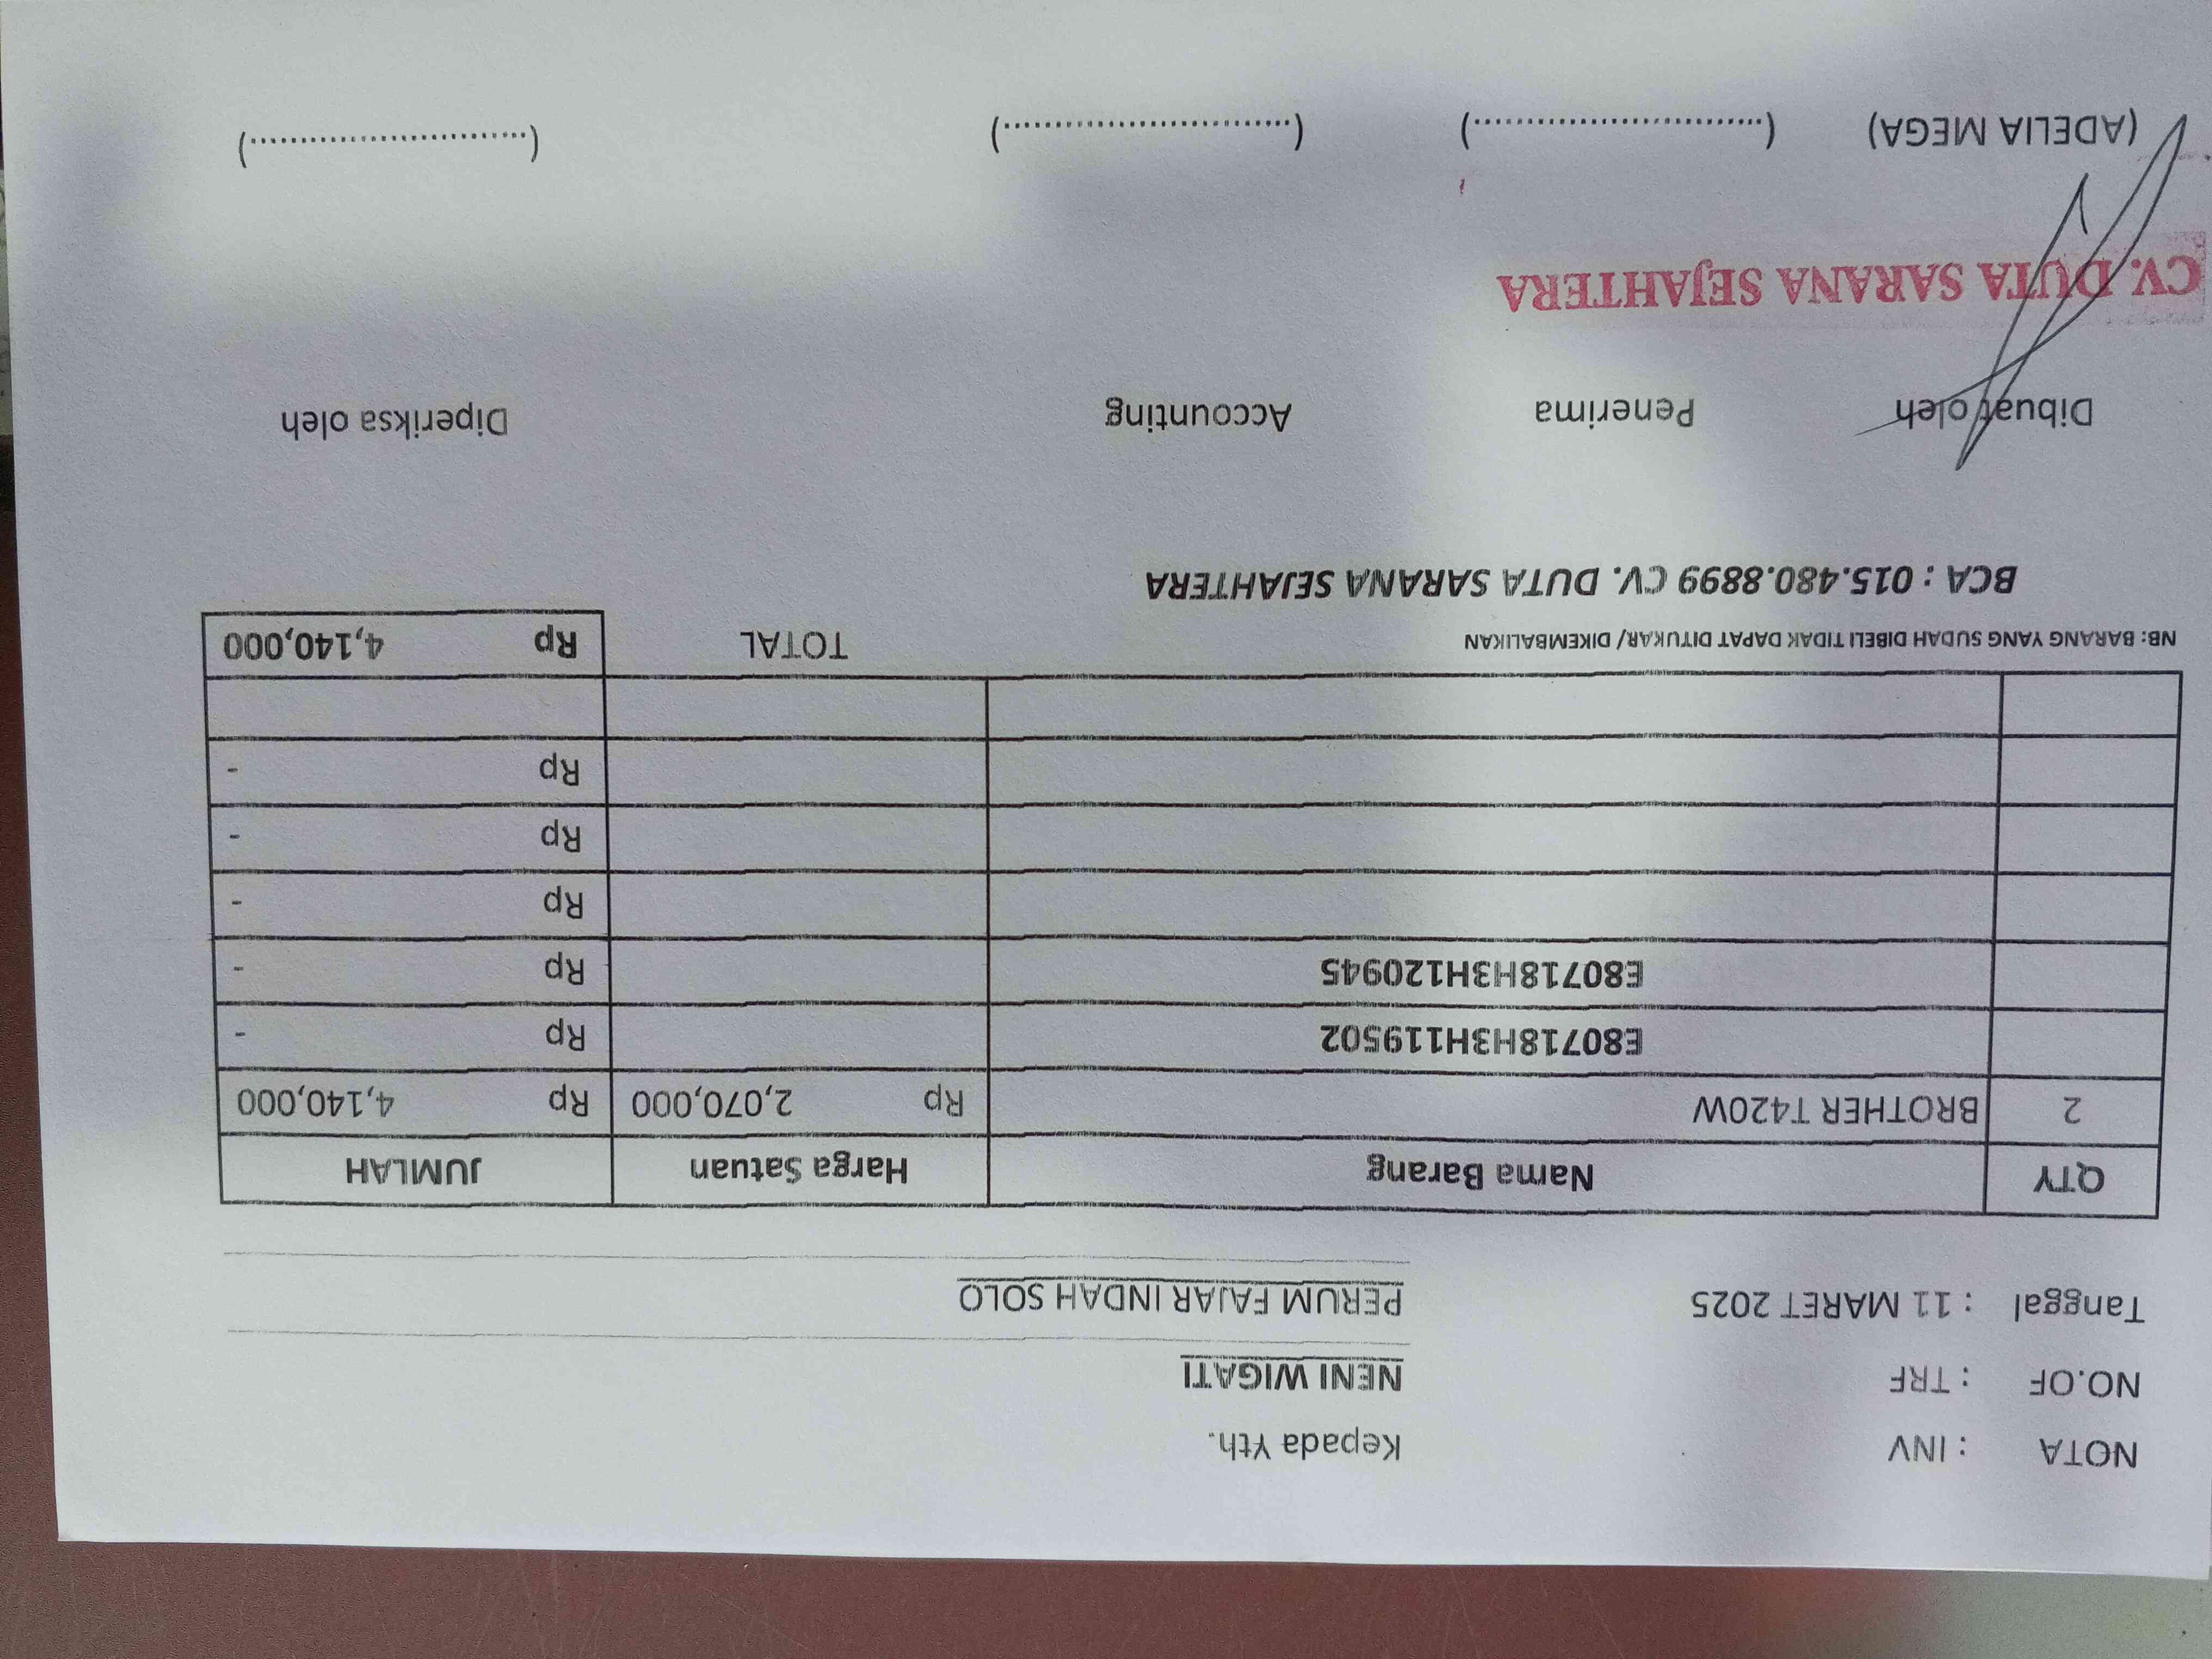 NOTA : INV
Kepada Yth.
NO.OF : TRF
NENI WIGATI
Tanggal : 11 MARET 2025
PERUM FAJAR INDAH SOLO
QTY Nama Barang Harga Satuan JUMLAH
2 BROTHER T420W Rp 2,070,000 Rp 4,140,000
E80718H3H119502 Rp -
E80718H3H120945 Rp -
Rp -
Rp -
Rp -
NB: BARANG YANG SUDAH DIBELI TIDAK DAPAT DITUKAR/ DIKEMBALIKAN TOTAL Rp 4,140,000
BCA : 015.480.8899 CV. DUTA SARANA SEJAHTERA
Dibuat oleh Penerima Accounting Diperiksa oleh
CV. DUTA SARANA SEJAHTERA
(ADELIA MEGA) (............................) (............................) (............................)